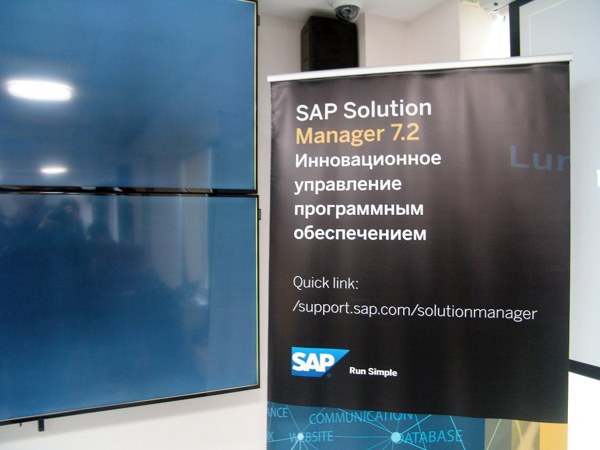 SAP Solution
Manager 7.2
Инновационное
управление
программным
обеспечением
Quick link:
/support.sap.com/solutionmanager
SAP
Run Simple
COMMUNICATION
WEBSITE
DATABASE